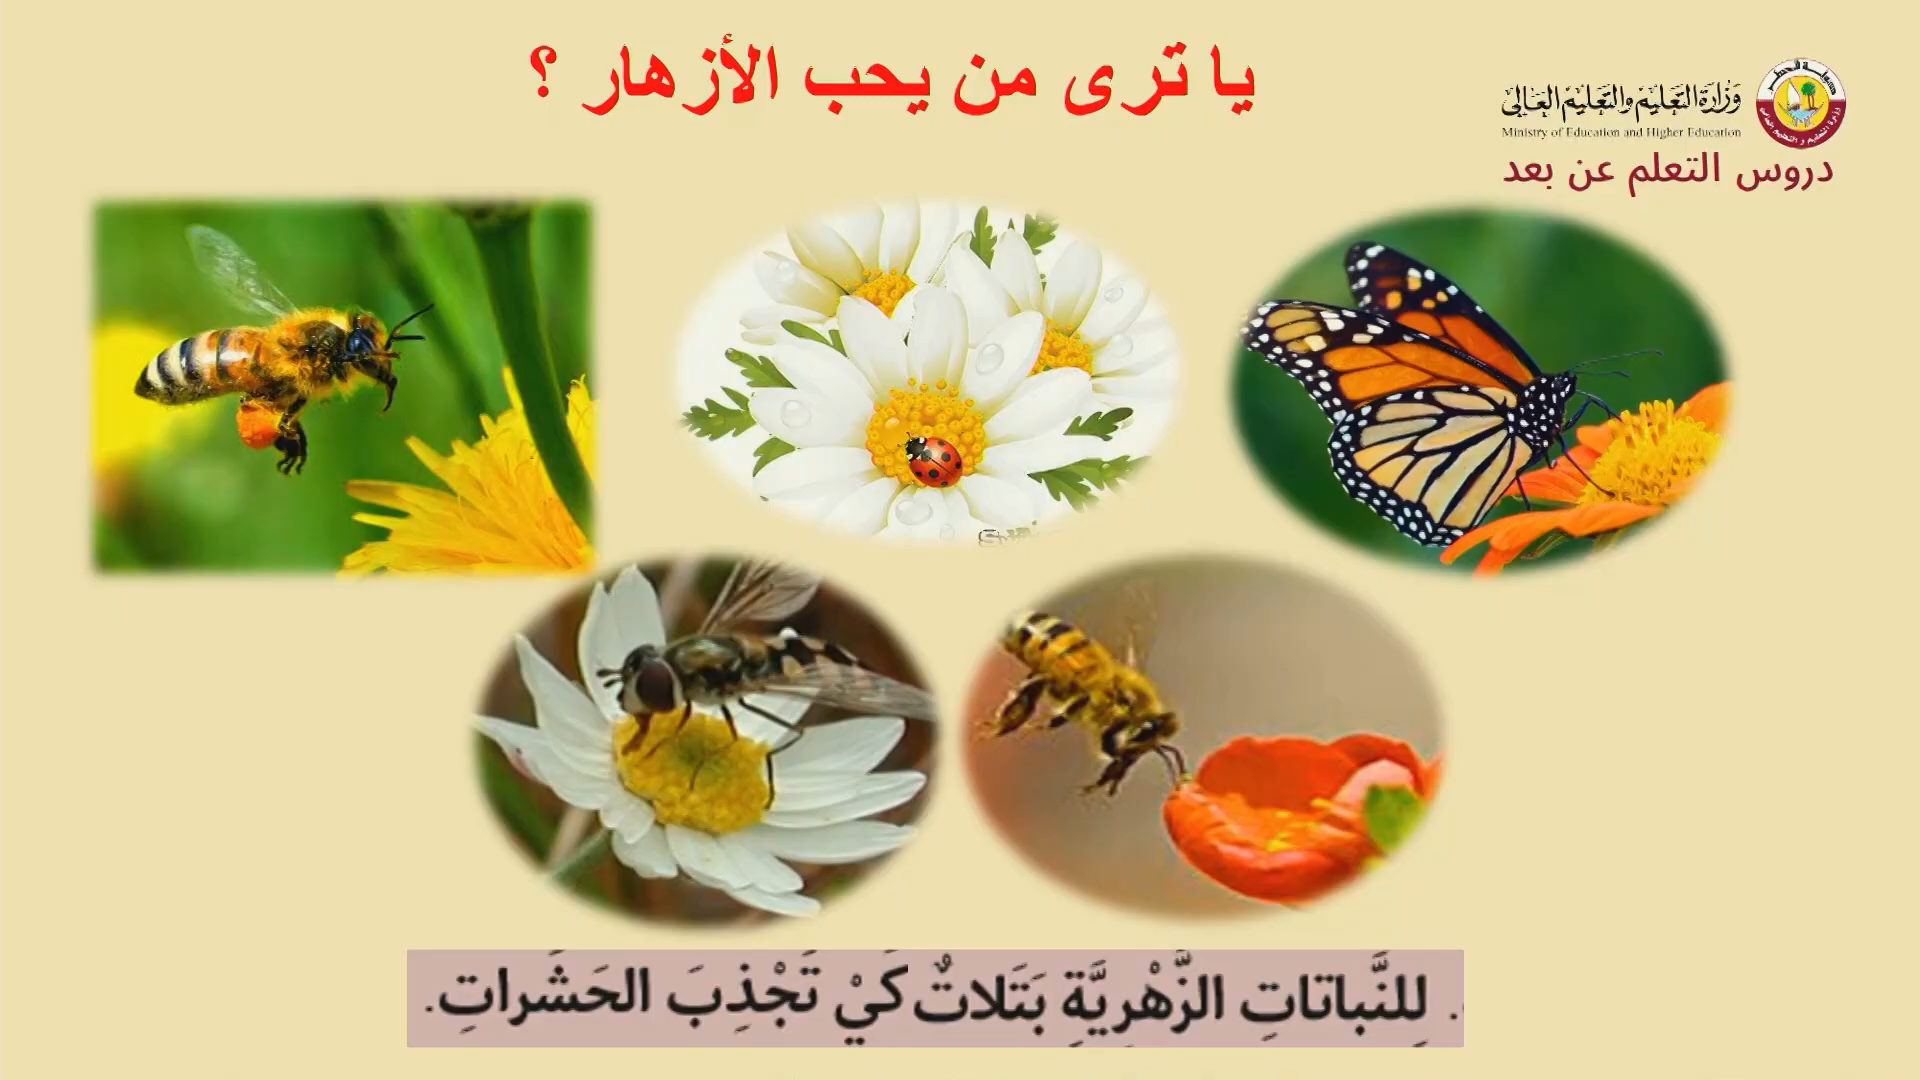 يا ترى من يحب الأزهار ؟
وزارة التعليم والتعليم العالي
Ministry of Education and Higher Education
دروس التعلم عن بعد
. لِلنَّباتاتِ الزَّهْرِيَّةِ بَتَلاتٌ كَيْ تَجْذِبَ الحَشَراتِ.